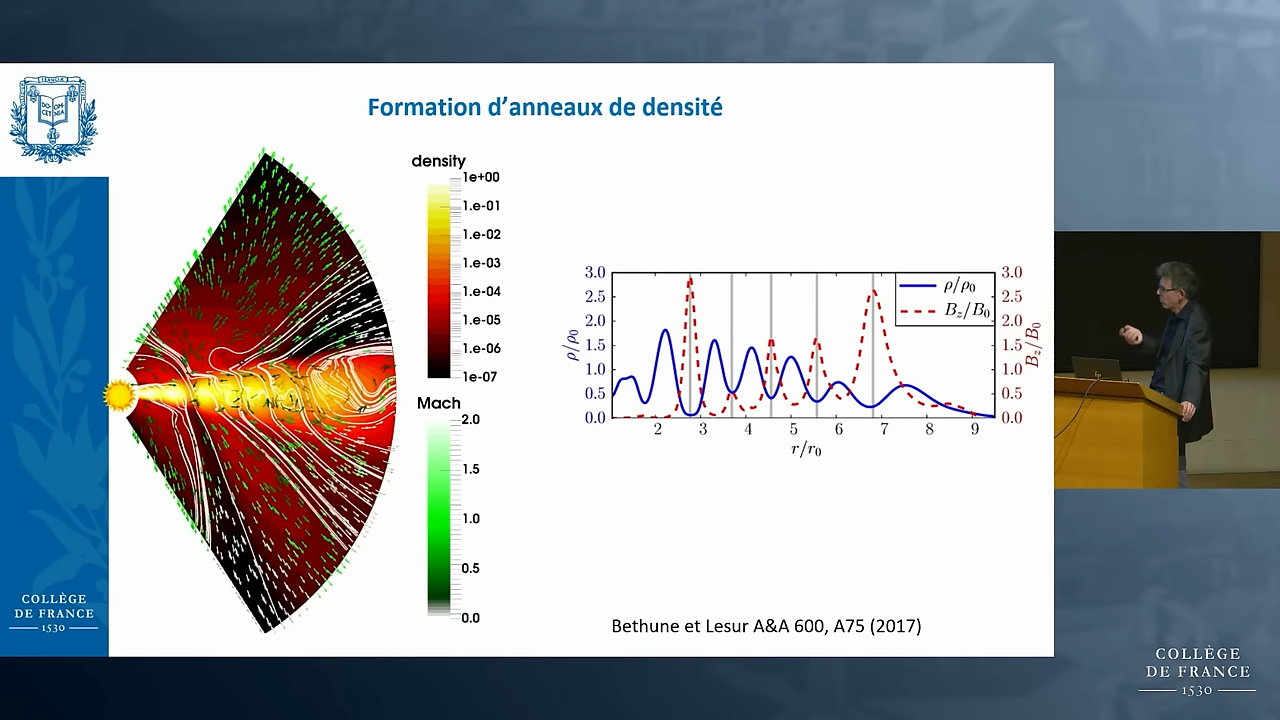 Formation d'anneaux de densité
density
1e+00
1.e-01
1.e-02
1.e-03
1.e-04
1.e-05
1.e-06
1e-07
Mach
2.0
1.5
1.0
0.5
0.0
3.0
2.5
2.0
1.5
1.0
0.5
0.0
ρ/ρ0
2 3 4 5 6 7 8 9
r/r0
ρ/ρ0
Bz/B0
3.0
2.5
2.0
1.5
1.0
0.5
0.0
Bz/B0
Bethune et Lesur A&A 600, A75 (2017)
COLLÈGE
DE FRANCE
1530
COLLÈGE
DE FRANCE
1530